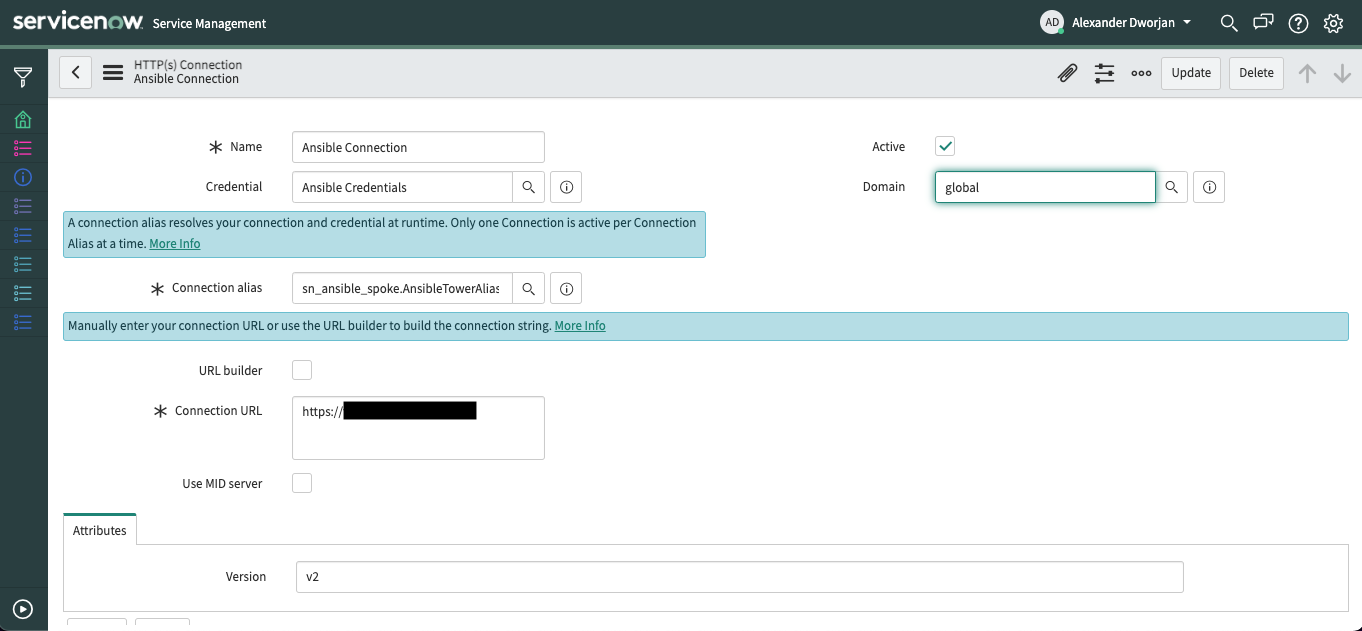 servicenow Service Management
AD Alexander Dworjan
HTTP(s) Connection
Ansible Connection
Update Delete
Name Ansible Connection
Active
Credential Ansible Credentials
Domain global
A connection alias resolves your connection and credential at runtime. Only one Connection is active per Connection
Alias at a time. More Info
Connection alias sn_ansible_spoke.AnsibleTowerAlias
Manually enter your connection URL or use the URL builder to build the connection string. More Info
URL builder
Connection URL https://
Use MID server
Attributes
Version v2